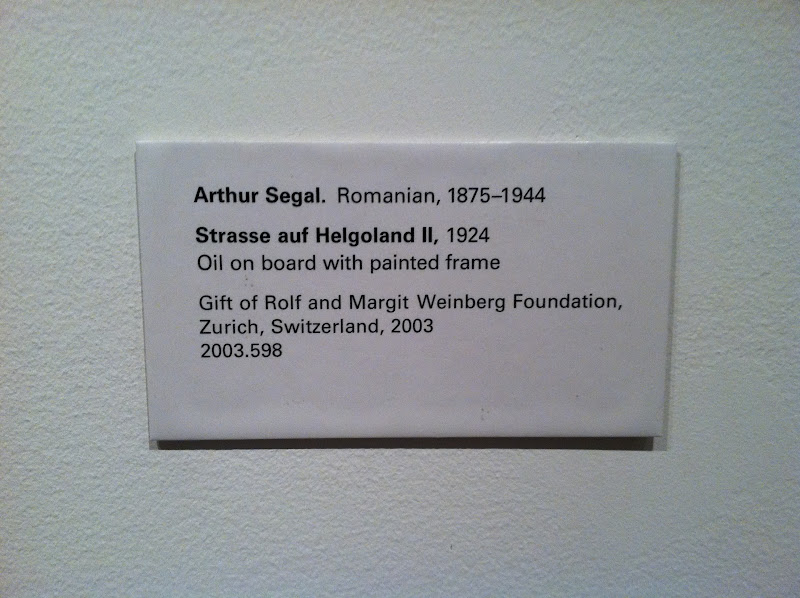 Arthur Segal. Romanian, 1875–1944
Strasse auf Helgoland II, 1924
Oil on board with painted frame
Gift of Rolf and Margit Weinberg Foundation,
Zurich, Switzerland, 2003
2003.598